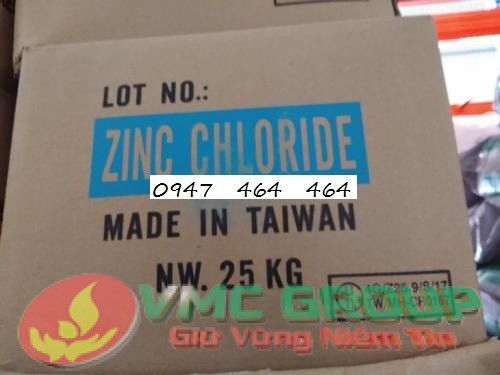 LOT NO.:
ZINC CHLORIDE
0947 464 464
MADE IN TAIWAN
NW. 25 KG
VMC GROUP
Giữ Vững Niềm Tin